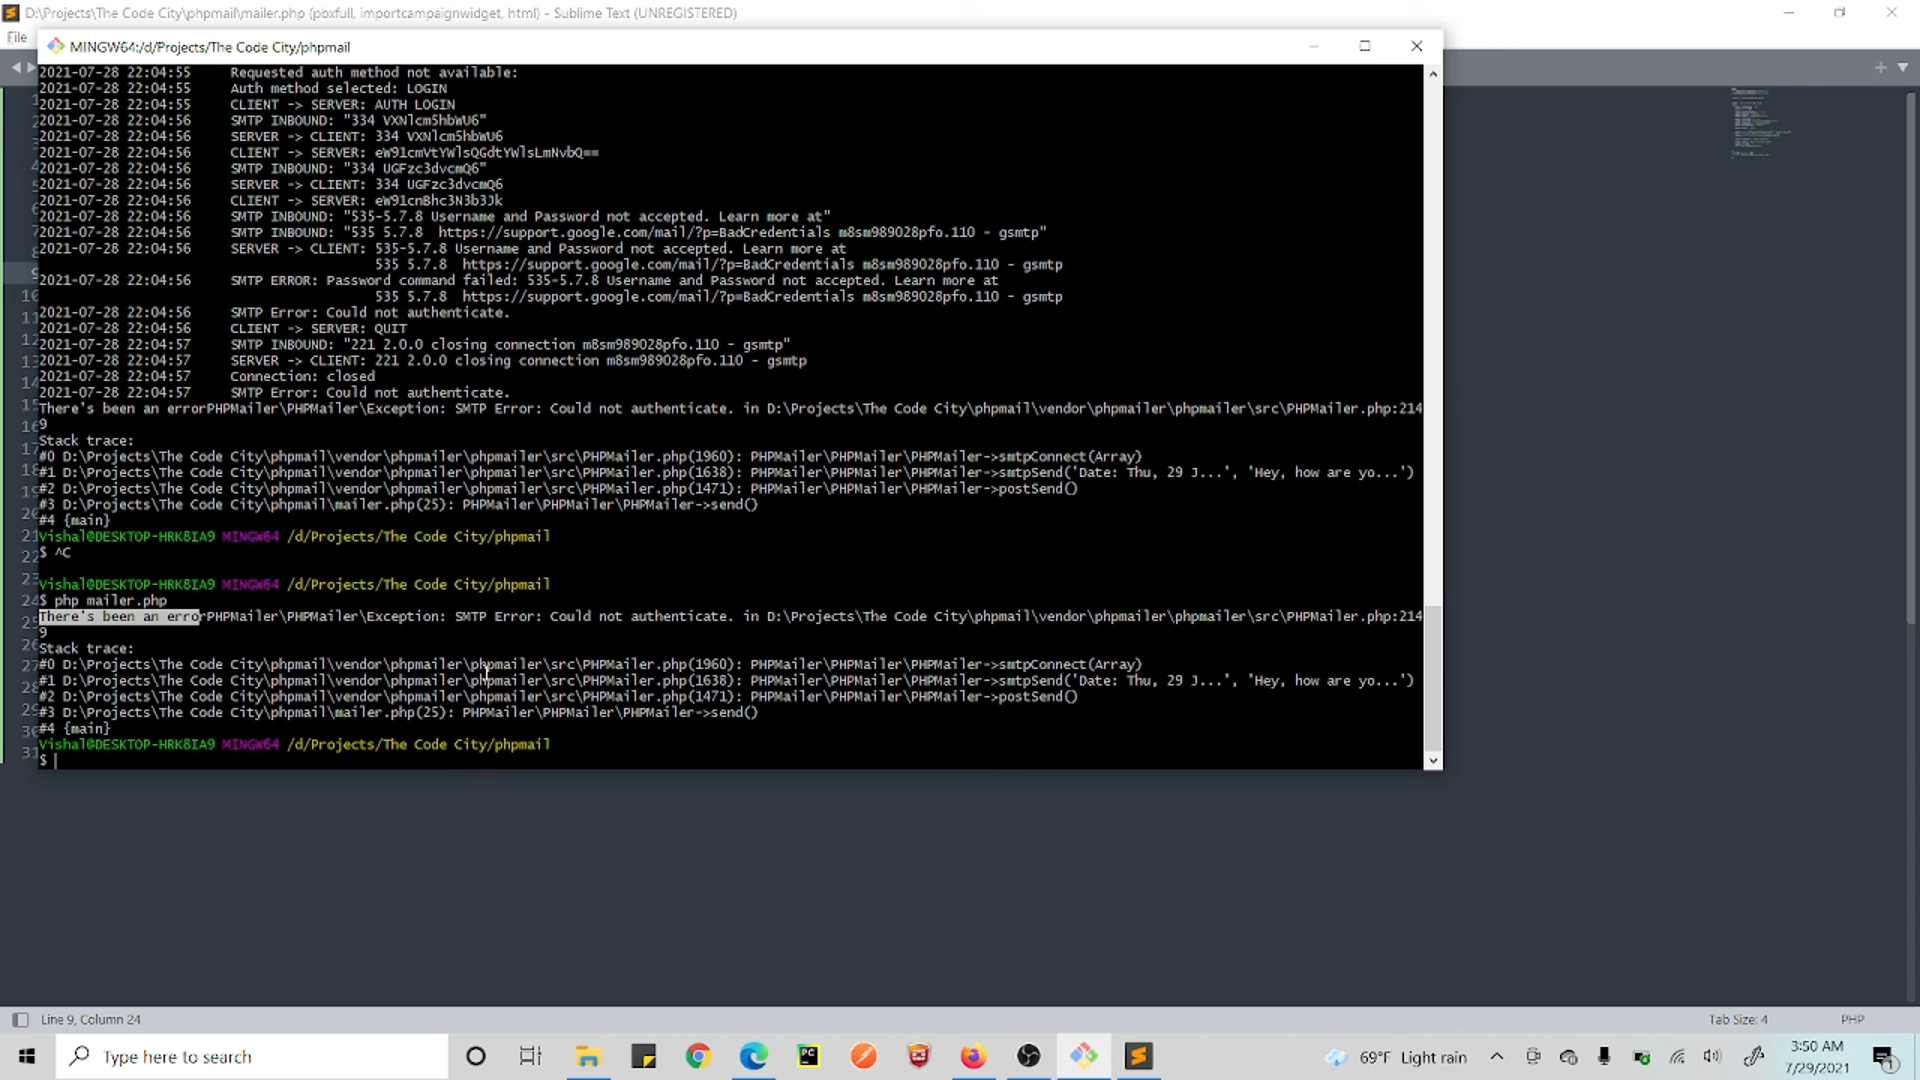 D:\Projects\The Code City\phpmail\mailer.php (pbxfull, importcampaignwidget, html) - Sublime Text (UNREGISTERED)
File
MINGW64:/d/Projects/The Code City/phpmail
2021-07-28 22:04:55 Requested auth method not available:
2021-07-28 22:04:55 Auth method selected: LOGIN
2021-07-28 22:04:55 CLIENT -> SERVER: AUTH LOGIN
2021-07-28 22:04:56 SMTP INBOUND: "334 VXNlcm5hbWU6"
2021-07-28 22:04:56 SERVER -> CLIENT: 334 VXNlcm5hbWU6
2021-07-28 22:04:56 CLIENT -> SERVER: eW91cmVtYWlsQGdtYWlsLmNvbQ==
2021-07-28 22:04:56 SMTP INBOUND: "334 UGFzc3dvcmQ6"
2021-07-28 22:04:56 SERVER -> CLIENT: 334 UGFzc3dvcmQ6
2021-07-28 22:04:56 CLIENT -> SERVER: eW91cnBhc3N3b3Jk
2021-07-28 22:04:56 SMTP INBOUND: "535-5.7.8 Username and Password not accepted. Learn more at"
2021-07-28 22:04:56 SMTP INBOUND: "535 5.7.8 https://support.google.com/mail/?p=BadCredentials m8sm989028pfo.110 - gsmtp"
2021-07-28 22:04:56 SERVER -> CLIENT: 535-5.7.8 Username and Password not accepted. Learn more at
535 5.7.8 https://support.google.com/mail/?p=BadCredentials m8sm989028pfo.110 - gsmtp
2021-07-28 22:04:56 SMTP ERROR: Password command failed: 535-5.7.8 Username and Password not accepted. Learn more at
535 5.7.8 https://support.google.com/mail/?p=BadCredentials m8sm989028pfo.110 - gsmtp
2021-07-28 22:04:56 SMTP Error: Could not authenticate.
2021-07-28 22:04:56 CLIENT -> SERVER: QUIT
2021-07-28 22:04:57 SMTP INBOUND: "221 2.0.0 closing connection m8sm989028pfo.110 - gsmtp"
2021-07-28 22:04:57 SERVER -> CLIENT: 221 2.0.0 closing connection m8sm989028pfo.110 - gsmtp
2021-07-28 22:04:57 Connection: closed
2021-07-28 22:04:57 SMTP Error: Could not authenticate.
There's been an errorPHPMailer\PHPMailer\Exception: SMTP Error: Could not authenticate. in D:\Projects\The Code City\phpmail\vendor\phpmailer\phpmailer\src\PHPMailer.php:214
9
Stack trace:
#0 D:\Projects\The Code City\phpmail\vendor\phpmailer\phpmailer\src\PHPMailer.php(1960): PHPMailer\PHPMailer\PHPMailer->smtpConnect(Array)
#1 D:\Projects\The Code City\phpmail\vendor\phpmailer\phpmailer\src\PHPMailer.php(1638): PHPMailer\PHPMailer\PHPMailer->smtpSend('Date: Thu, 29 J...', 'Hey, how are yo...')
#2 D:\Projects\The Code City\phpmail\vendor\phpmailer\phpmailer\src\PHPMailer.php(1471): PHPMailer\PHPMailer\PHPMailer->postSend()
#3 D:\Projects\The Code City\phpmail\mailer.php(25): PHPMailer\PHPMailer\PHPMailer->send()
#4 {main}
Vishal@DESKTOP-HRK8IA9 MINGW64 /d/Projects/The Code City/phpmail
$ ^C
Vishal@DESKTOP-HRK8IA9 MINGW64 /d/Projects/The Code City/phpmail
$ php mailer.php
There's been an errorPHPMailer\PHPMailer\Exception: SMTP Error: Could not authenticate. in D:\Projects\The Code City\phpmail\vendor\phpmailer\phpmailer\src\PHPMailer.php:214
9
Stack trace:
#0 D:\Projects\The Code City\phpmail\vendor\phpmailer\phpmailer\src\PHPMailer.php(1960): PHPMailer\PHPMailer\PHPMailer->smtpConnect(Array)
#1 D:\Projects\The Code City\phpmail\vendor\phpmailer\phpmailer\src\PHPMailer.php(1638): PHPMailer\PHPMailer\PHPMailer->smtpSend('Date: Thu, 29 J...', 'Hey, how are yo...')
#2 D:\Projects\The Code City\phpmail\vendor\phpmailer\phpmailer\src\PHPMailer.php(1471): PHPMailer\PHPMailer\PHPMailer->postSend()
#3 D:\Projects\The Code City\phpmail\mailer.php(25): PHPMailer\PHPMailer\PHPMailer->send()
#4 {main}
Vishal@DESKTOP-HRK8IA9 MINGW64 /d/Projects/The Code City/phpmail
$
Line 9, Column 24
Tab Size: 4
PHP
Type here to search
69°F Light rain
3:50 AM
7/29/2021